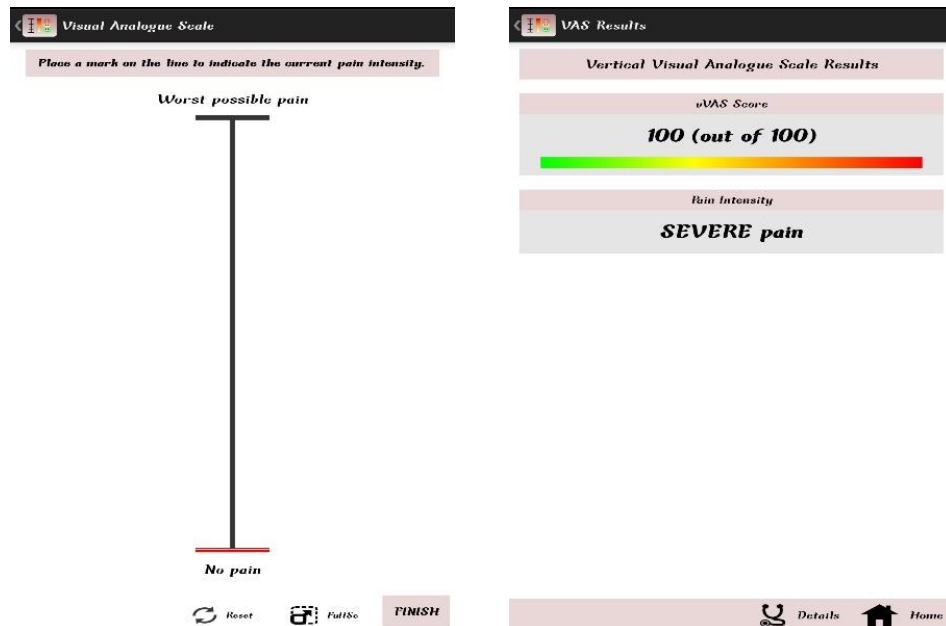 Visual Analogue Scale
Place a mark on the line to indicate the current pain intensity.
Worst possible pain
No pain
Reset
FullSc
FINISH
VAS Results
Vertical Visual Analogue Scale Results
vVAS Score
100 (out of 100)
Pain Intensity
SEVERE pain
Details
Home